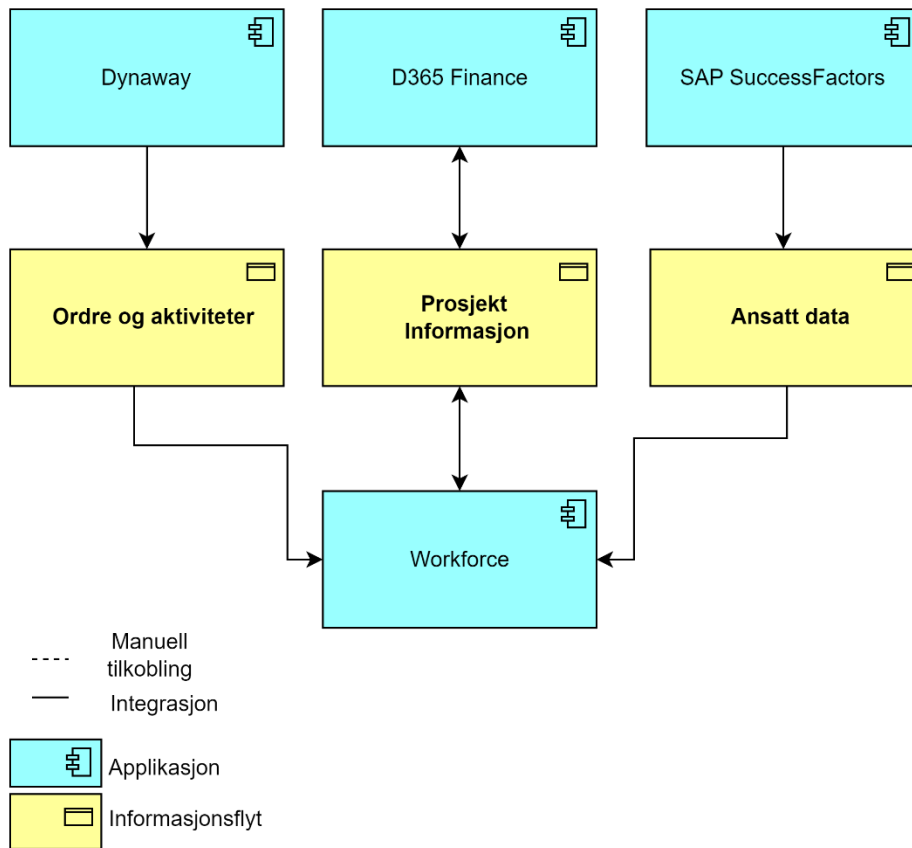 Dynaway
D365 Finance
SAP SuccessFactors
Ordre og aktiviteter
Prosjekt
Informasjon
Ansatt data
Workforce
Manuell
tilkobling
Integrasjon
Applikasjon
Informasjonsflyt